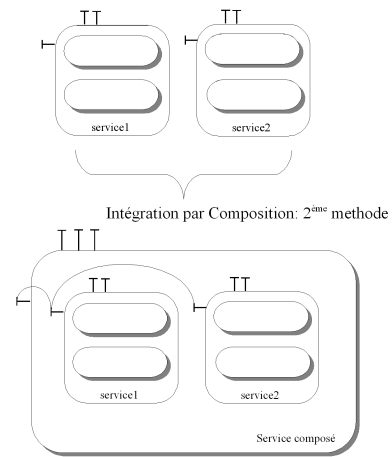 service1 service2
Intégration par Composition: 2ème methode
service1 service2
Service composé